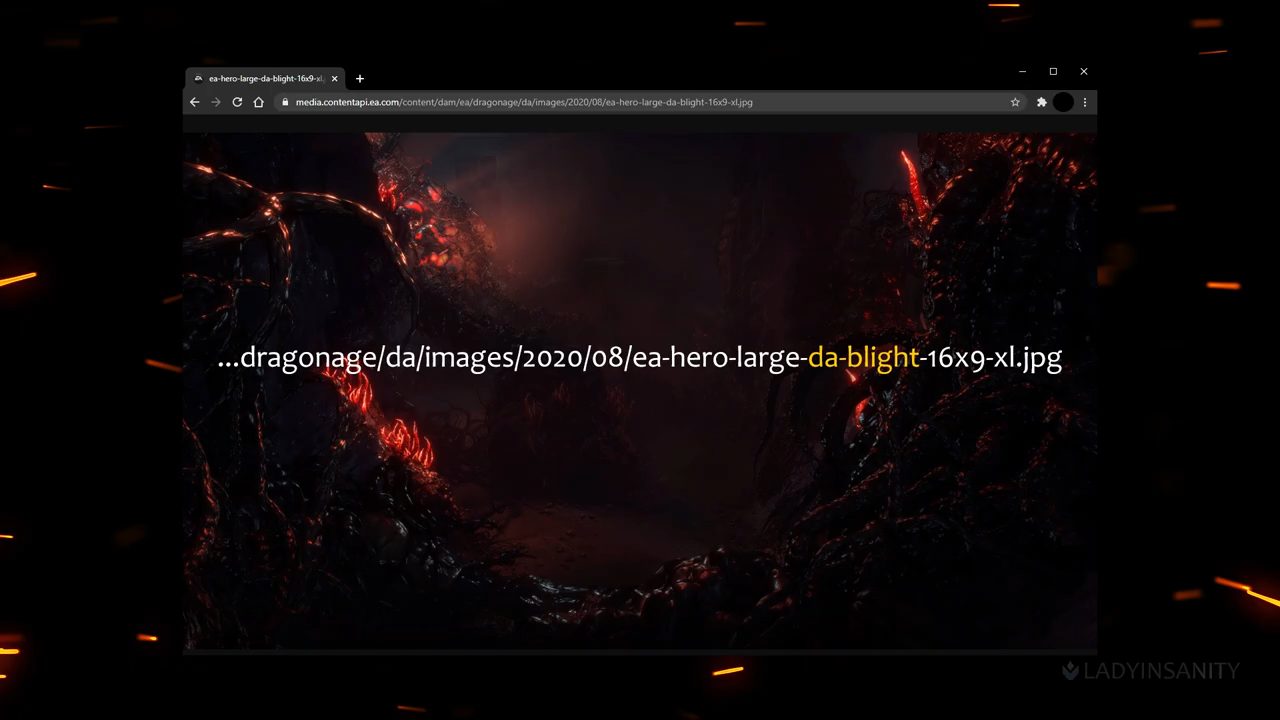 ea-hero-large-da-blight-16x9-xl.
media.contentapi.ea.com/content/dam/ea/dragonage/da/images/2020/08/ea-hero-large-da-blight-16x9-xl.jpg
...dragonage/da/images/2020/08/ea-hero-large-da-blight-16x9-xl.jpg
LADYINSANITY